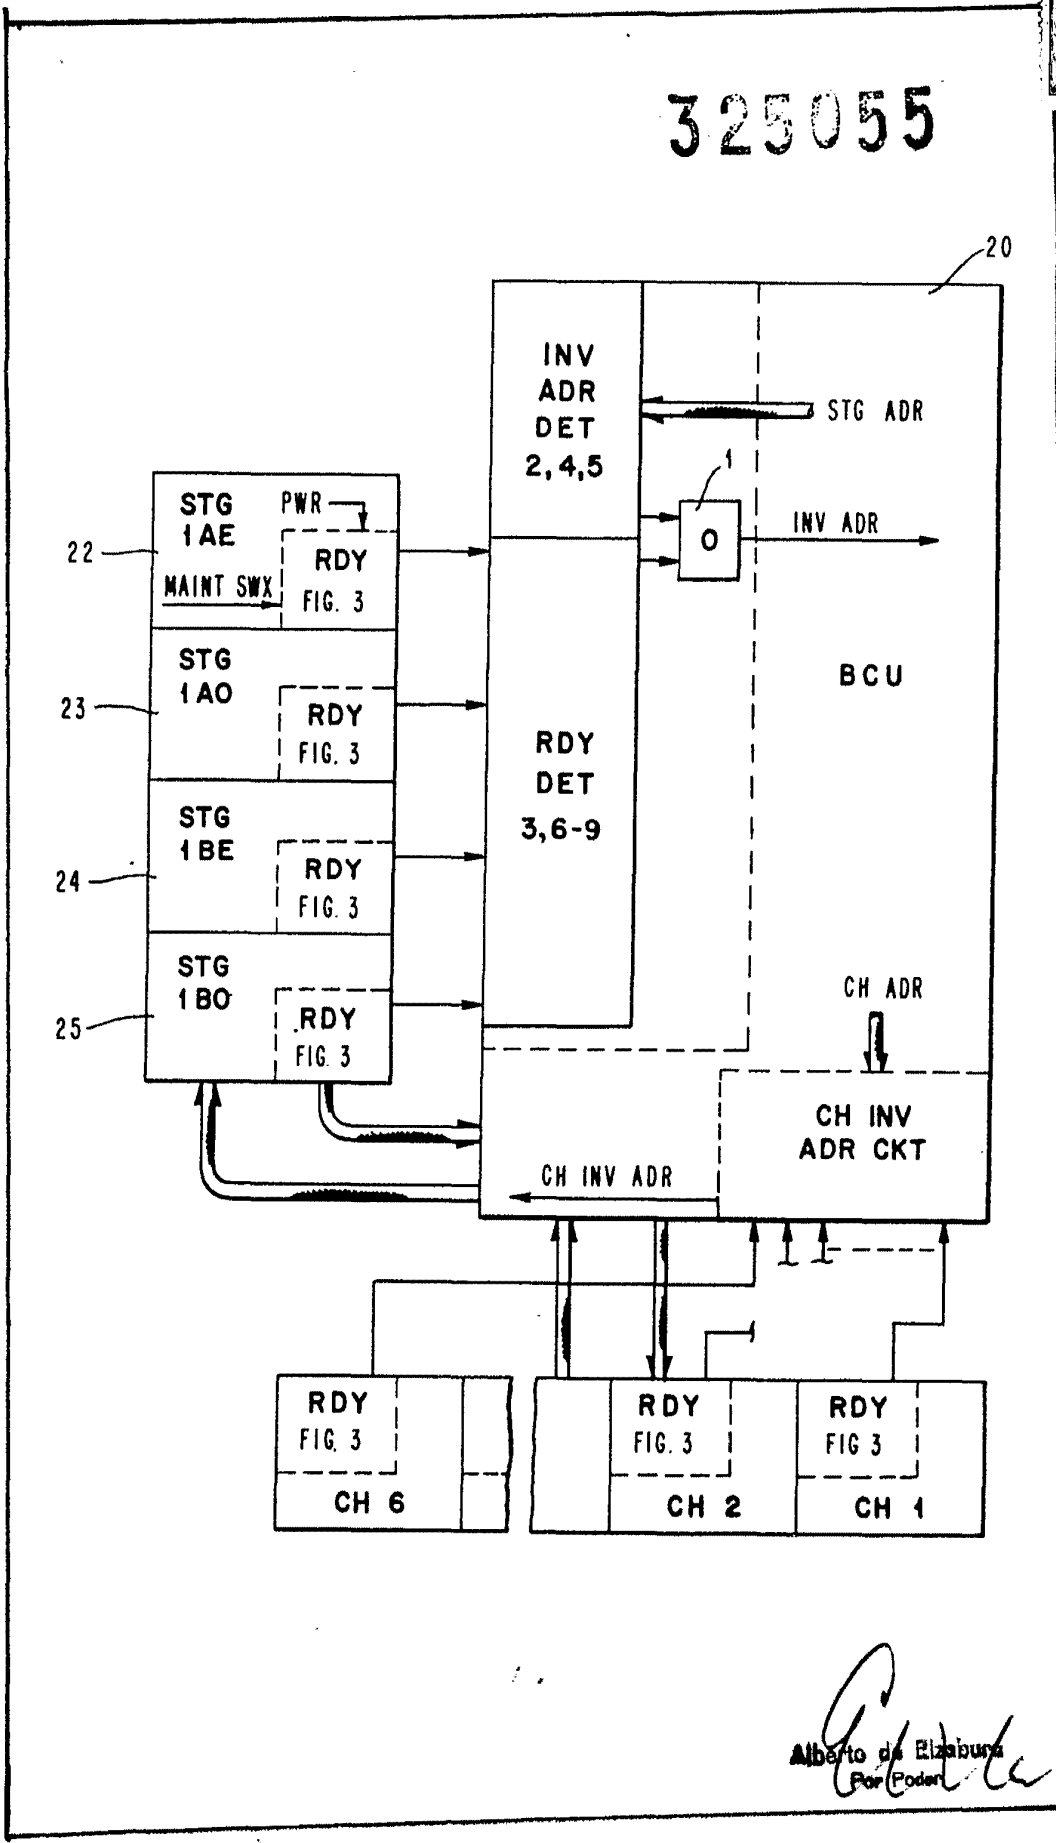 325055
20
INV
ADR
DET
2,4,5
STG ADR
1
O
INV ADR
BCU
RDY
DET
3,6-9
STG
1AE
PWR
RDY
FIG. 3
MAINT SWX
22
STG
1AO
RDY
FIG. 3
23
STG
1BE
RDY
FIG. 3
24
STG
1BO
RDY
FIG. 3
25
CH ADR
CH INV
ADR CKT
CH INV ADR
RDY
FIG. 3
CH 6
RDY
FIG. 3
CH 2
RDY
FIG 3
CH 1
Alberto de Elzaburu
Por Poder